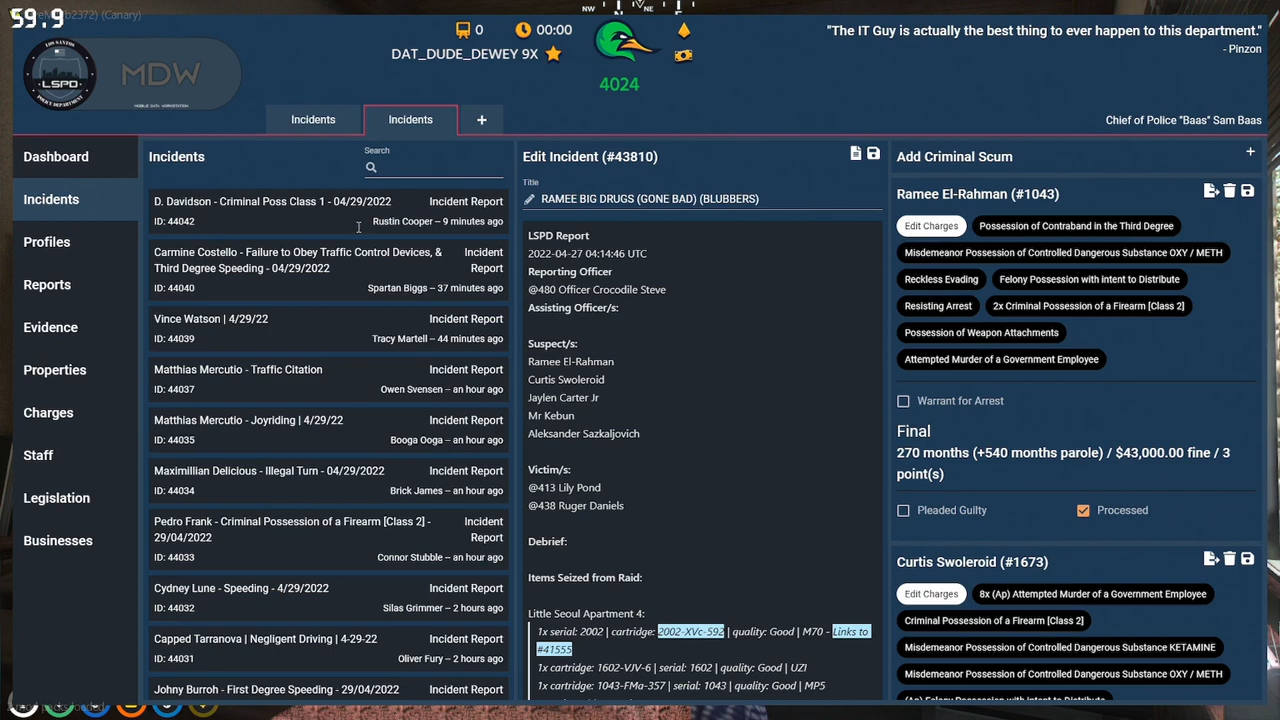 59.9
2372) (Canary)
NW
N
NE
0
00:00
DAT_DUDE_DEWEY 9X
4024
"The IT Guy is actually the best thing to ever happen to this department."
- Pinzon
LOS SANTOS
LSPD
POLICE DEPARTMENT
MDW
MOBILE DATA WORKSTATION
Incidents
Incidents
+
Chief of Police "Baas" Sam Baas
Dashboard
Incidents
Profiles
Reports
Evidence
Properties
Charges
Staff
Legislation
Businesses
Incidents
Search
D. Davidson - Criminal Poss Class 1 - 04/29/2022
Incident Report
ID: 44042
Rustin Cooper – 9 minutes ago
Carmine Costello - Failure to Obey Traffic Control Devices, &
Third Degree Speeding - 04/29/2022
Incident
Report
ID: 44040
Spartan Biggs – 37 minutes ago
Vince Watson | 4/29/22
Incident Report
ID: 44039
Tracy Martell – 44 minutes ago
Matthias Mercutio - Traffic Citation
Incident Report
ID: 44037
Owen Svensen – an hour ago
Matthias Mercutio - Joyriding | 4/29/22
Incident Report
ID: 44035
Booga Ooga – an hour ago
Maximillian Delicious - Illegal Turn - 04/29/2022
Incident Report
ID: 44034
Brick James – an hour ago
Pedro Frank - Criminal Possession of a Firearm [Class 2] -
29/04/2022
Incident
Report
ID: 44033
Connor Stubble – an hour ago
Cydney Lune - Speeding - 4/29/2022
Incident Report
ID: 44032
Silas Grimmer – 2 hours ago
Capped Tarranova | Negligent Driving | 4-29-22
Incident Report
ID: 44031
Oliver Fury – 2 hours ago
Johny Burroh - First Degree Speeding - 29/04/2022
Incident Report
Edit Incident (#43810)
Title
RAMEE BIG DRUGS (GONE BAD) (BLUBBERS)
LSPD Report
2022-04-27 04:14:46 UTC
Reporting Officer
@480 Officer Crocodile Steve
Assisting Officer/s:
Suspect/s:
Ramee El-Rahman
Curtis Swoleroid
Jaylen Carter Jr
Mr Kebun
Aleksander Sazkaljovich
Victim/s:
@413 Lily Pond
@438 Ruger Daniels
Debrief:
Items Seized from Raid:
Little Seoul Apartment 4:
1x serial: 2002 | cartridge: 2002-XVc-592 | quality: Good | M70 - Links to
#41555
1x cartridge: 1602-VJV-6 | serial: 1602 | quality: Good | UZI
1x cartridge: 1043-FMa-357 | serial: 1043 | quality: Good | MP5
Add Criminal Scum
+
Ramee El-Rahman (#1043)
Edit Charges
Possession of Contraband in the Third Degree
Misdemeanor Possession of Controlled Dangerous Substance OXY / METH
Reckless Evading
Felony Possession with intent to Distribute
Resisting Arrest
2x Criminal Possession of a Firearm [Class 2]
Possession of Weapon Attachments
Attempted Murder of a Government Employee
Warrant for Arrest
Final
270 months (+540 months parole) / $43,000.00 fine / 3
point(s)
Pleaded Guilty
Processed
Curtis Swoleroid (#1673)
Edit Charges
8x (Ap) Attempted Murder of a Government Employee
Criminal Possession of a Firearm [Class 2]
Misdemeanor Possession of Controlled Dangerous Substance KETAMINE
Misdemeanor Possession of Controlled Dangerous Substance OXY / METH
(Ap) Felony Possession with intent to Distribute